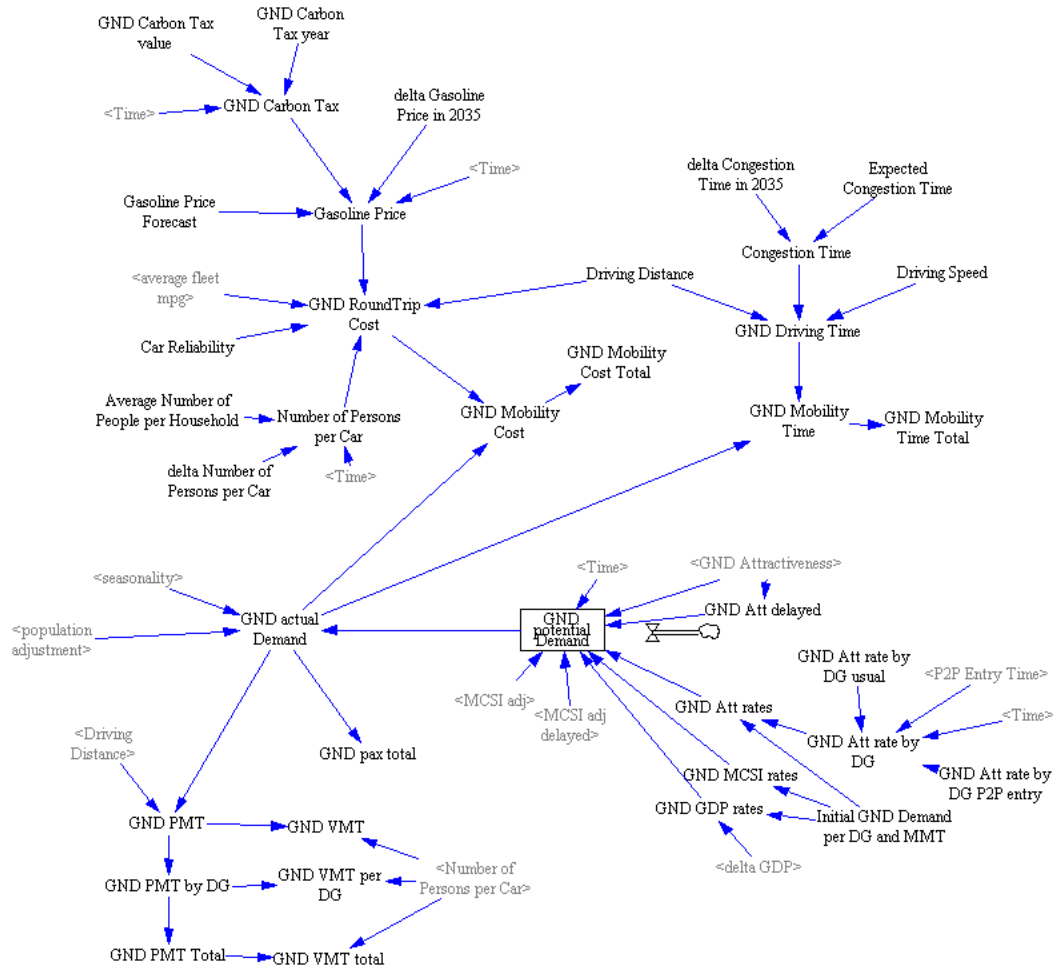 GND Carbon Tax
value
GND Carbon
Tax year
<Time>
GND Carbon Tax
delta Gasoline
Price in 2035
<Time>
Gasoline Price
Forecast
Gasoline Price
delta Congestion
Time in 2035
Expected
Congestion Time
Congestion Time
<average fleet
mpg>
Driving Distance
Driving Speed
GND RoundTrip
Cost
Car Reliability
GND Driving Time
GND Mobility
Cost Total
Average Number of
People per Household
Number of Persons
per Car
GND Mobility
Cost
GND Mobility
Time
GND Mobility
Time Total
delta Number of
Persons per Car
<Time>
<seasonality>
<Time>
<GND Attractiveness>
GND actual
Demand
GND
potential
Demand
GND Att delayed
<population
adjustment>
<MCSI adj>
<MCSI adj
delayed>
GND Att rate by
DG usual
<P2P Entry Time>
<Time>
GND Att rates
GND Att rate by
DG
<Driving
Distance>
GND pax total
GND MCSI rates
GND Att rate by
DG P2P entry
GND GDP rates
Initial GND Demand
per DG and MMT
GND PMT
GND VMT
<delta GDP>
<Number of
Persons per Car>
GND PMT by DG
GND VMT per
DG
GND PMT Total
GND VMT total